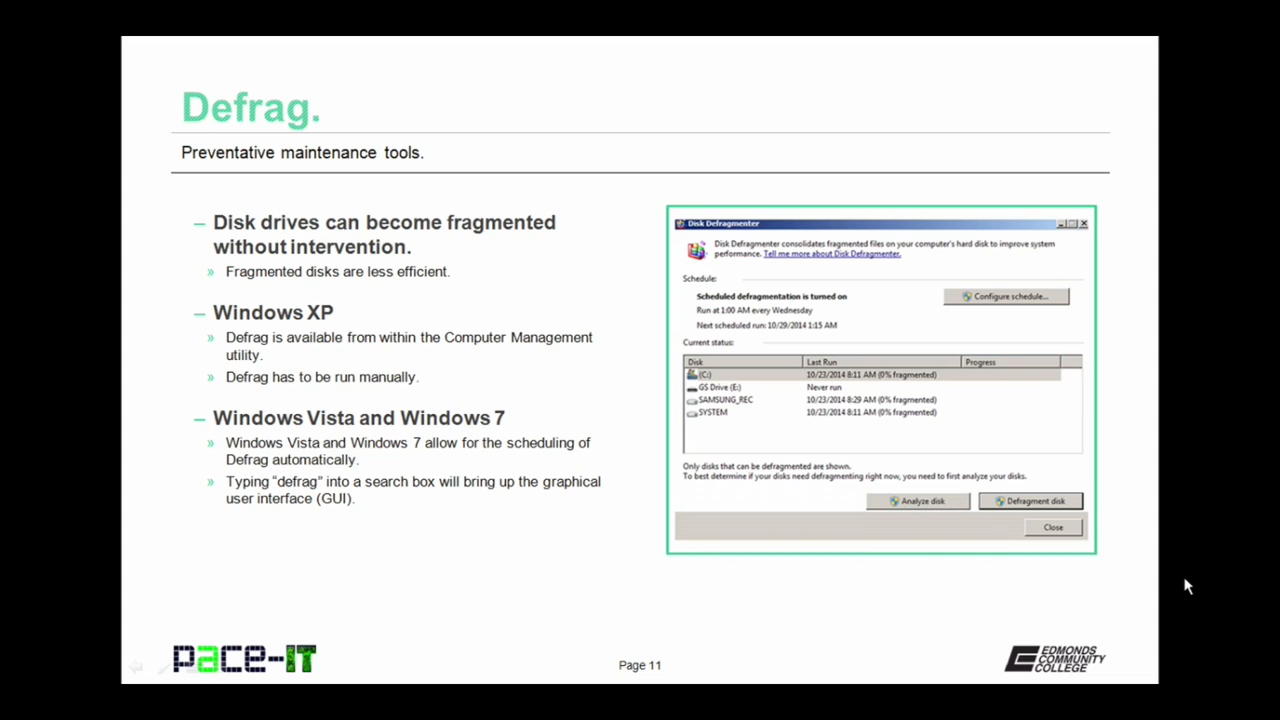 Defrag.
Preventative maintenance tools.
– Disk drives can become fragmented
without intervention.
» Fragmented disks are less efficient.
– Windows XP
» Defrag is available from within the Computer Management
utility.
» Defrag has to be run manually.
– Windows Vista and Windows 7
» Windows Vista and Windows 7 allow for the scheduling of
Defrag automatically.
» Typing “defrag” into a search box will bring up the graphical
user interface (GUI).
Disk Defragmenter
Disk Defragmenter consolidates fragmented files on your computer's hard disk to improve system
performance. Tell me more about Disk Defragmenter.
Schedule:
Scheduled defragmentation is turned on
Configure schedule...
Run at 1:00 AM every Wednesday
Next scheduled run: 10/29/2014 1:15 AM
Current status:
Disk Last Run Progress
(C:) 10/23/2014 8:11 AM (0% fragmented)
GS Drive (E:) Never run
SAMSUNG_REC 10/23/2014 8:29 AM (0% fragmented)
SYSTEM 10/23/2014 8:11 AM (0% fragmented)
Only disks that can be defragmented are shown.
To best determine if your disks need defragmenting right now, you need to first analyze your disks.
Analyze disk Defragment disk
Close
pace-IT
Page 11
EDMONDS
COMMUNITY
COLLEGE